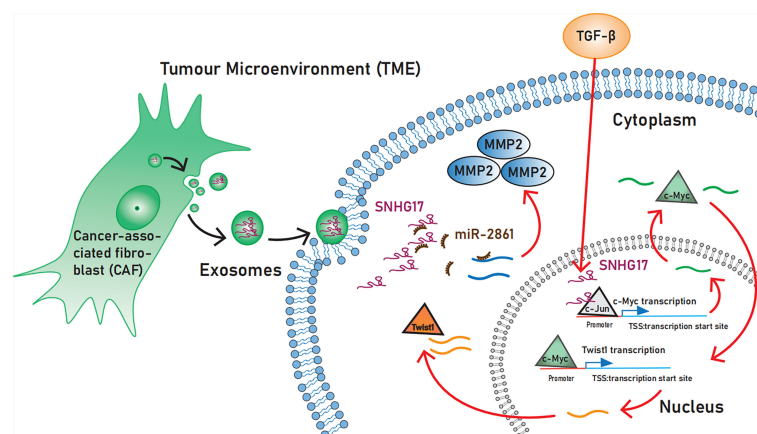 TGF-β
Tumour Microenvironment (TME)
Cytoplasm
MMP2
MMP2 MMP2
c-Myc
SNHG17
miR-2861
Cancer-asso-
ciated fibro-
blast (CAF)
Exosomes
SNHG17
c-Myc transcription
c-Jun
Promoter
TSS:transcription start site
Twist1
Twist1 transcription
c-Myc
Promoter
TSS:transcription start site
Nucleus